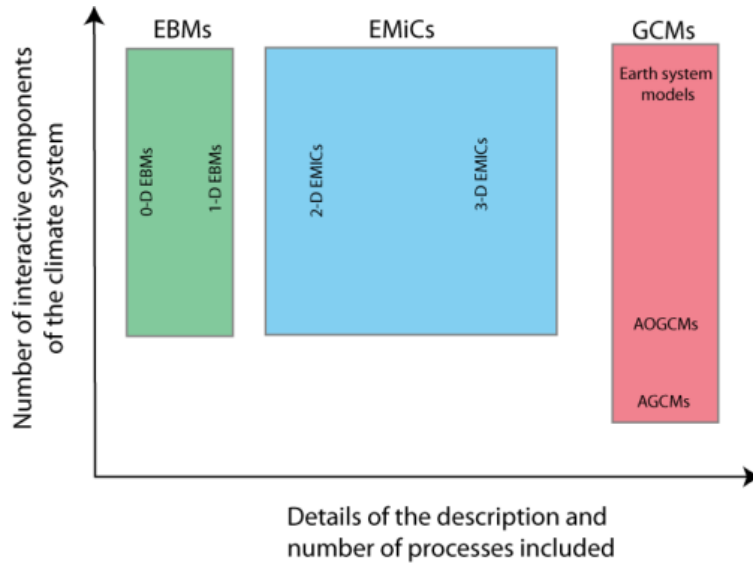 EBMs
EMiCs
GCMs
Number of interactive components
of the climate system
0-D EBMs
1-D EBMs
2-D EMICs
3-D EMICs
Earth system
models
AOGCMs
AGCMs
Details of the description and
number of processes included